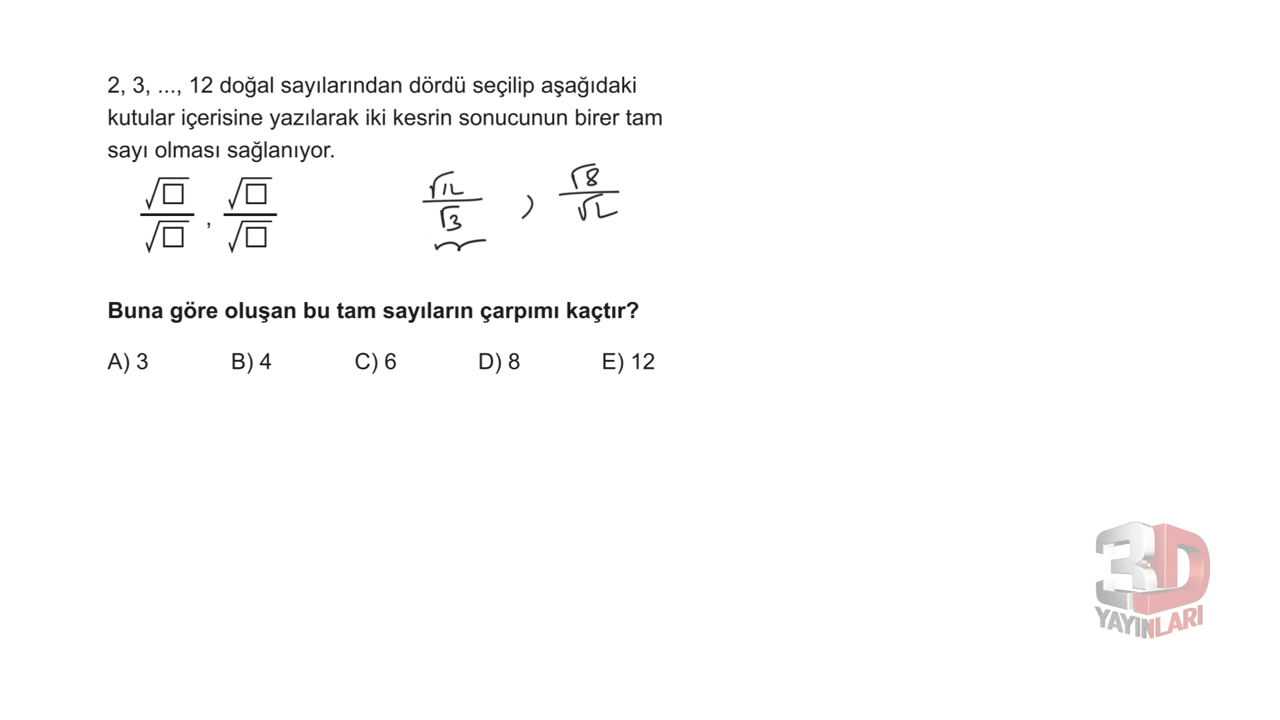 2, 3, ..., 12 doğal sayılarından dördü seçilip aşağıdaki
kutular içerisine yazılarak iki kesrin sonucunun birer tam
sayı olması sağlanıyor.
√□/√□ , √□/√□
√12/√3 , √8/√2
Buna göre oluşan bu tam sayıların çarpımı kaçtır?
A) 3 B) 4 C) 6 D) 8 E) 12
3D
YAYINLARI